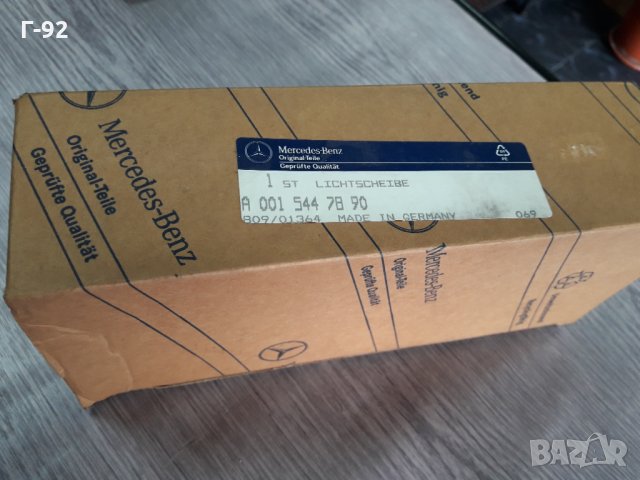 Г-92
Mercedes-Benz
Original-Teile
Geprüfte Qualität
1 ST LICHTSCHEIBE
A 001 544 78 90
809/01364 MADE IN GERMANY 069
PE
Mercedes-Benz
Original-Teile
Geprüfte Qualität
Mercedes-Benz
Original-Teile
Geprüfte Qualität
bazar